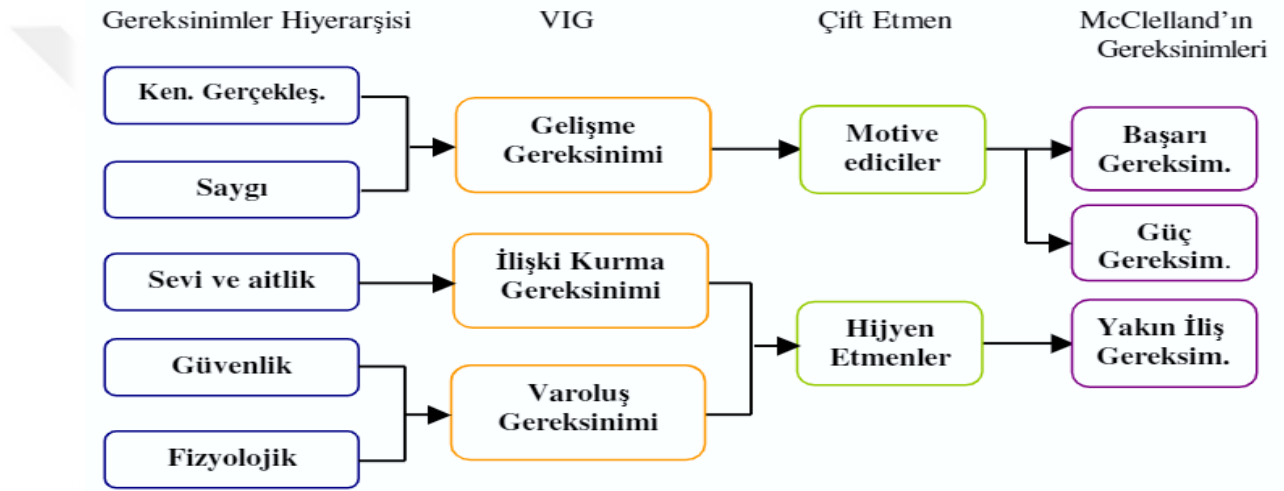 Gereksinimler Hiyerarşisi
VIG
Çift Etmen
McClelland'ın
Gereksinimleri
Ken. Gerçekleş.
Saygı
Sevi ve aitlik
Güvenlik
Fizyolojik
Gelişme
Gereksinimi
İlişki Kurma
Gereksinimi
Varoluş
Gereksinimi
Motive
ediciler
Hijyen
Etmenler
Başarı
Gereksim.
Güç
Gereksim.
Yakın İliş
Gereksim.